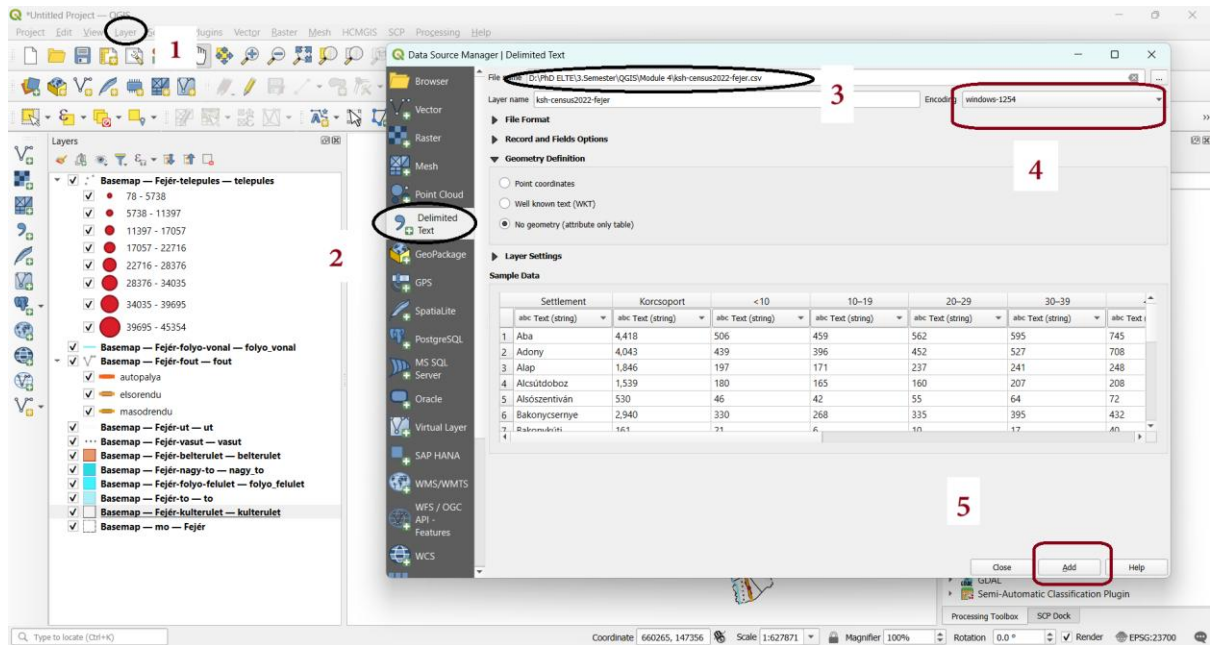 *Untitled Project — QGIS
Project Edit View Layer Plugins Vector Raster Mesh HCMGIS SCP Processing Help
1
Data Source Manager | Delimited Text
Browser
Vector
Raster
Mesh
Point Cloud
Delimited Text
GeoPackage
GPS
SpatiaLite
PostgreSQL
MS SQL Server
Oracle
Virtual Layer
SAP HANA
WMS/WMTS
WFS / OGC API - Features
WCS
2
File name D:\PhD ELTE\3.Semester\QGIS\Module 4\ksh-census2022-fejer.csv
3
Layer name ksh-census2022-fejer Encoding windows-1254
4
File Format
Record and Fields Options
Geometry Definition
Point coordinates
Well known text (WKT)
No geometry (attribute only table)
Layer Settings
Sample Data
Settlement Korcsoport <10 10–19 20–29 30–39
abc Text (string) abc Text (string) abc Text (string) abc Text (string) abc Text (string) abc Text (string) abc Text
1 Aba 4,418 506 459 562 595 745
2 Adony 4,043 439 396 452 527 708
3 Alap 1,846 197 171 237 241 248
4 Alcsútdoboz 1,539 180 165 160 207 208
5 Alsószentiván 530 46 42 55 64 72
6 Bakonycsernye 2,940 330 268 335 395 432
7 Bakonykúti 161 21 6 10 17 40
5
Close Add Help
Layers
Basemap — Fejér-telepules — telepules
78 - 5738
5738 - 11397
11397 - 17057
17057 - 22716
22716 - 28376
28376 - 34035
34035 - 39695
39695 - 45354
Basemap — Fejér-folyo-vonal — folyo_vonal
Basemap — Fejér-fout — fout
autopalya
elsorendu
masodrendu
Basemap — Fejér-ut — ut
Basemap — Fejér-vasut — vasut
Basemap — Fejér-belterulet — belterulet
Basemap — Fejér-nagy-to — nagy_to
Basemap — Fejér-folyo-felulet — folyo_felulet
Basemap — Fejér-to — to
Basemap — Fejér-kulterulet — kulterulet
Basemap — mo — Fejér
GDAL
Semi-Automatic Classification Plugin
Processing Toolbox SCP Dock
Type to locate (Ctrl+K) Coordinate 660265, 147356 Scale 1:627871 Magnifier 100% Rotation 0.0 ° Render EPSG:23700